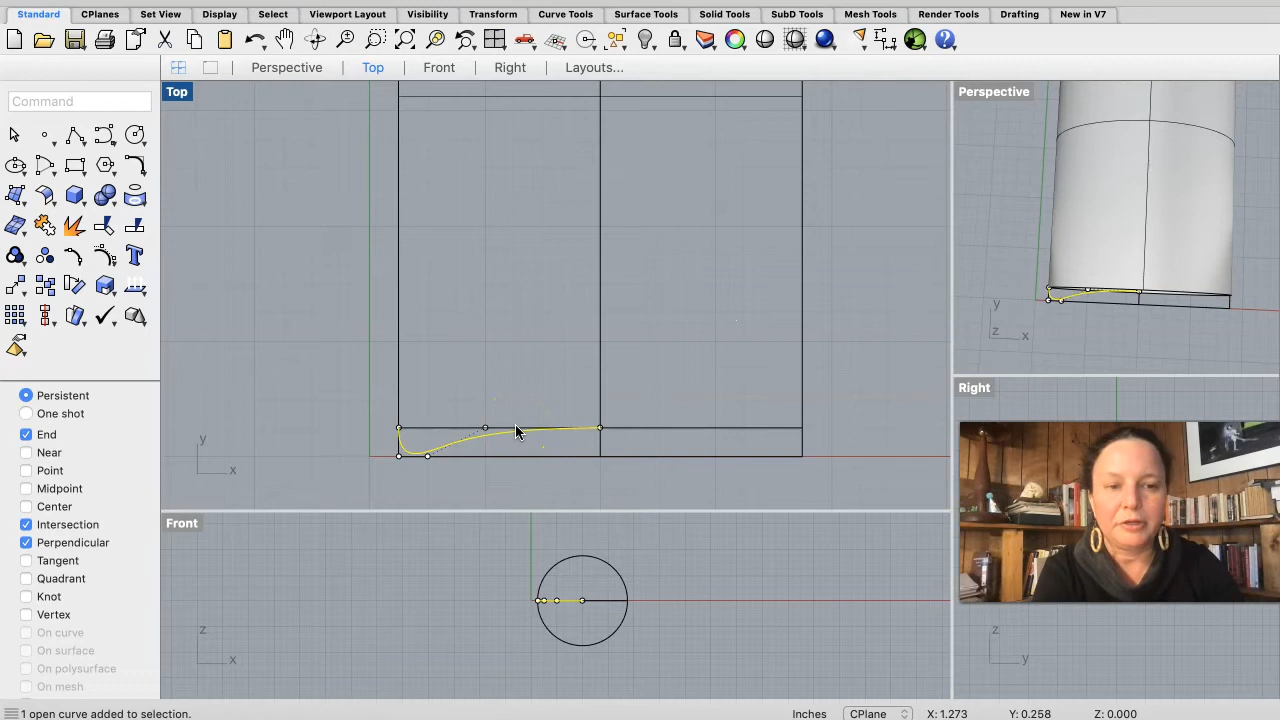 Standard CPlanes Set View Display Select Viewport Layout Visibility Transform Curve Tools Surface Tools Solid Tools SubD Tools Mesh Tools Render Tools Drafting New in V7
Perspective Top Front Right Layouts...
Command
Top
Perspective
y
x
y
z
x
Right
Front
z
x
z
y
Persistent
One shot
End
Near
Point
Midpoint
Center
Intersection
Perpendicular
Tangent
Quadrant
Knot
Vertex
On curve
On surface
On polysurface
On mesh
1 open curve added to selection. Inches CPlane X: 1.273 Y: 0.258 Z: 0.000